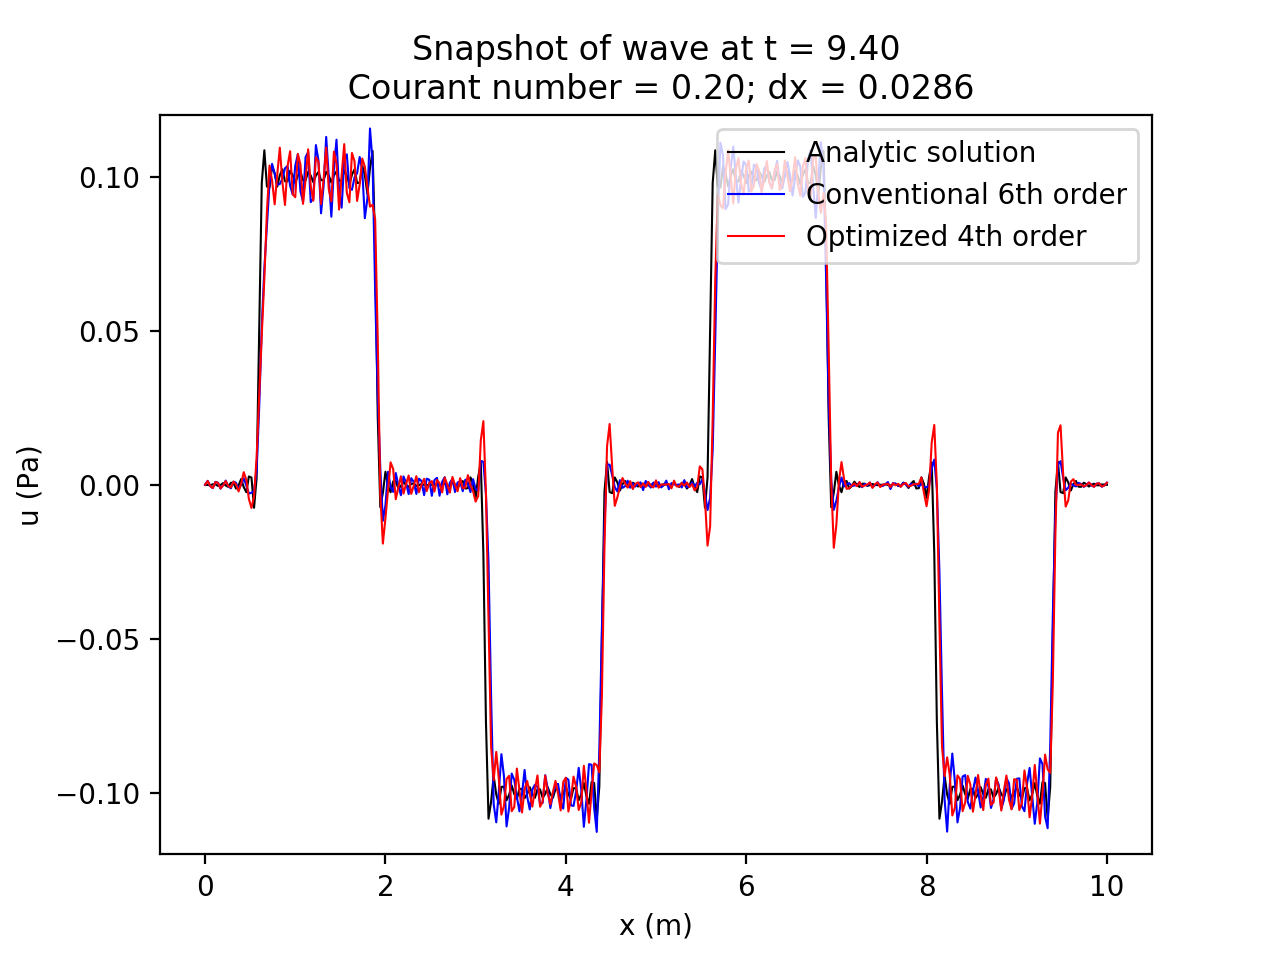 Snapshot of wave at t = 9.40
Courant number = 0.20; dx = 0.0286
Analytic solution
Conventional 6th order
Optimized 4th order
0.10
0.05
0.00
−0.05
−0.10
u (Pa)
0 2 4 6 8 10
x (m)